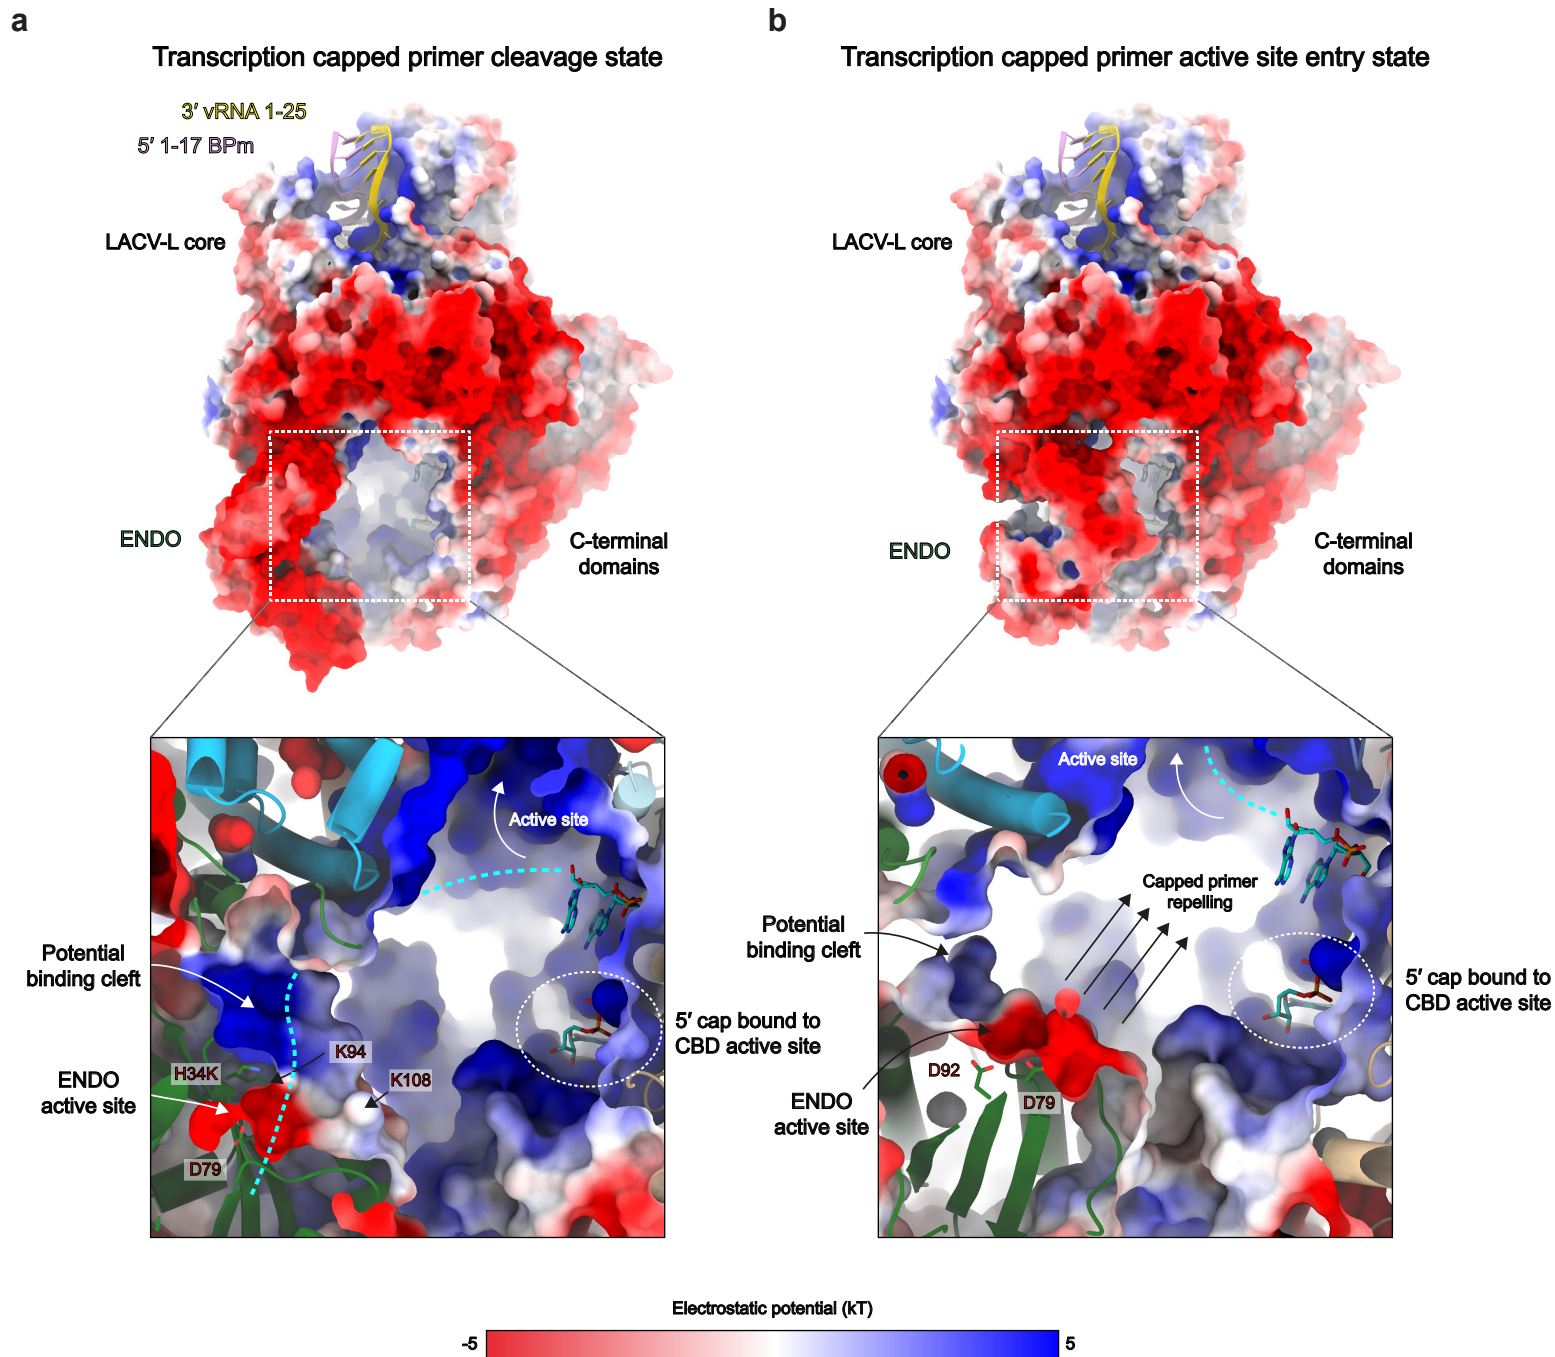 a
Transcription capped primer cleavage state
3′ vRNA 1-25
5′ 1-17 BPm
LACV-L core
ENDO
C-terminal
domains
Active site
Potential
binding cleft
K94
H34K
K108
ENDO
active site
D79
5′ cap bound to
CBD active site
b
Transcription capped primer active site entry state
LACV-L core
ENDO
C-terminal
domains
Active site
Capped primer
repelling
Potential
binding cleft
D92
D79
ENDO
active site
5′ cap bound to
CBD active site
Electrostatic potential (kT)
-5
5